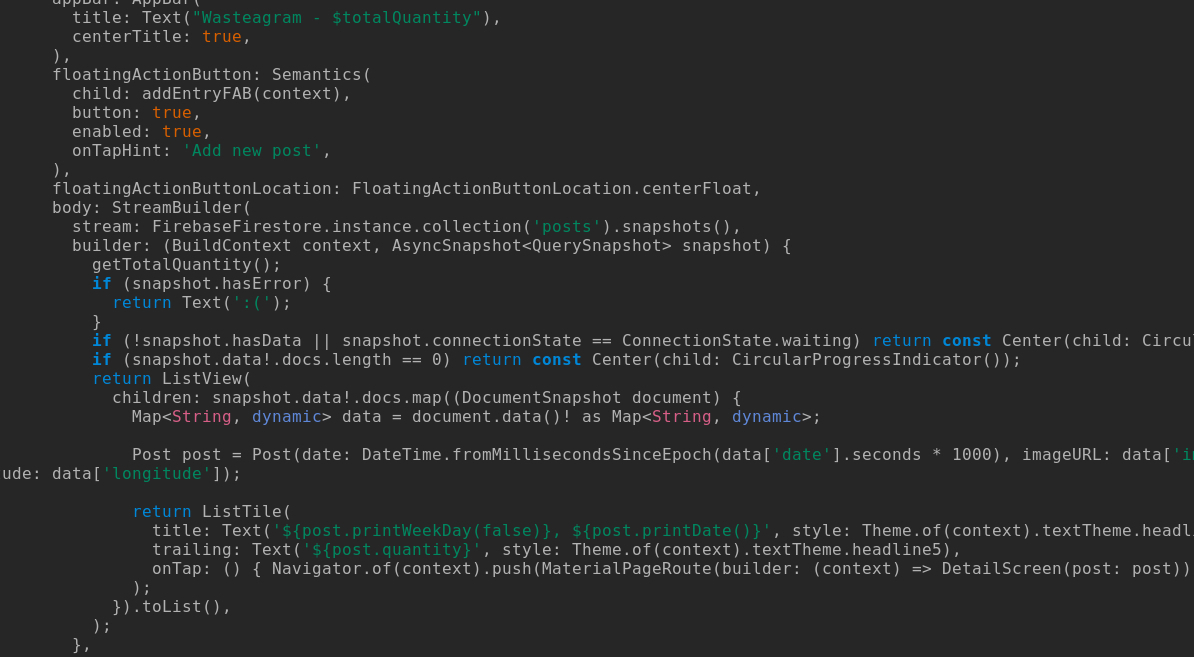 appBar: AppBar(
title: Text("Wasteagram - $totalQuantity"),
centerTitle: true,
),
floatingActionButton: Semantics(
child: addEntryFAB(context),
button: true,
enabled: true,
onTapHint: 'Add new post',
),
floatingActionButtonLocation: FloatingActionButtonLocation.centerFloat,
body: StreamBuilder(
stream: FirebaseFirestore.instance.collection('posts').snapshots(),
builder: (BuildContext context, AsyncSnapshot<QuerySnapshot> snapshot) {
getTotalQuantity();
if (snapshot.hasError) {
return Text(':(');
}
if (!snapshot.hasData || snapshot.connectionState == ConnectionState.waiting) return const Center(child: Circu
if (snapshot.data!.docs.length == 0) return const Center(child: CircularProgressIndicator());
return ListView(
children: snapshot.data!.docs.map((DocumentSnapshot document) {
Map<String, dynamic> data = document.data()! as Map<String, dynamic>;
Post post = Post(date: DateTime.fromMillisecondsSinceEpoch(data['date'].seconds * 1000), imageURL: data['im
ude: data['longitude']);
return ListTile(
title: Text('${post.printWeekDay(false)}, ${post.printDate()}', style: Theme.of(context).textTheme.headl
trailing: Text('${post.quantity}', style: Theme.of(context).textTheme.headline5),
onTap: () { Navigator.of(context).push(MaterialPageRoute(builder: (context) => DetailScreen(post: post))
);
}).toList(),
);
},